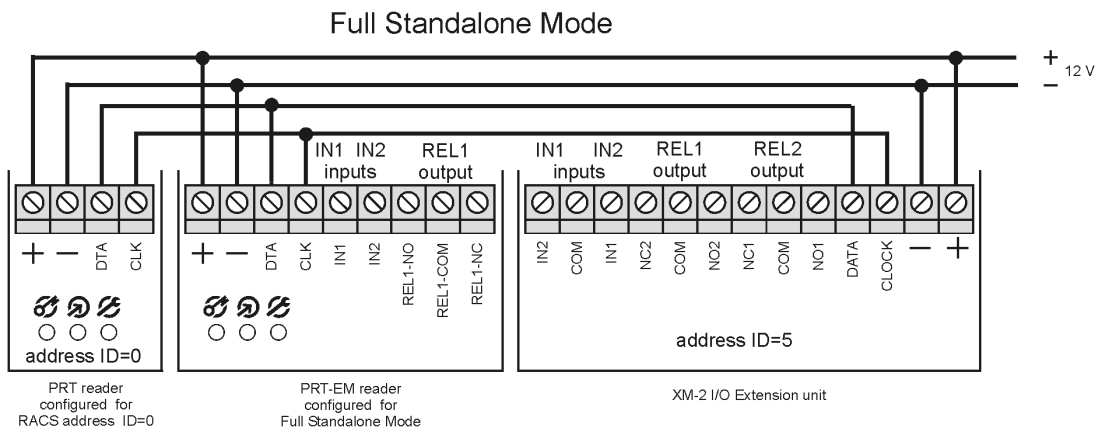 Full Standalone Mode
+
12 V
−
IN1 IN2 REL1
inputs output
IN1 IN2 REL1 REL2
inputs output output
+ − DTA CLK
+ − DTA CLK IN1 IN2 REL1-NO REL1-COM REL1-NC
IN2 COM IN1 NC2 COM NO2 NC1 COM NO1 DATA CLOCK − +
address ID=0
address ID=5
PRT reader
configured for
RACS address ID=0
PRT-EM reader
configured for
Full Standalone Mode
XM-2 I/O Extension unit